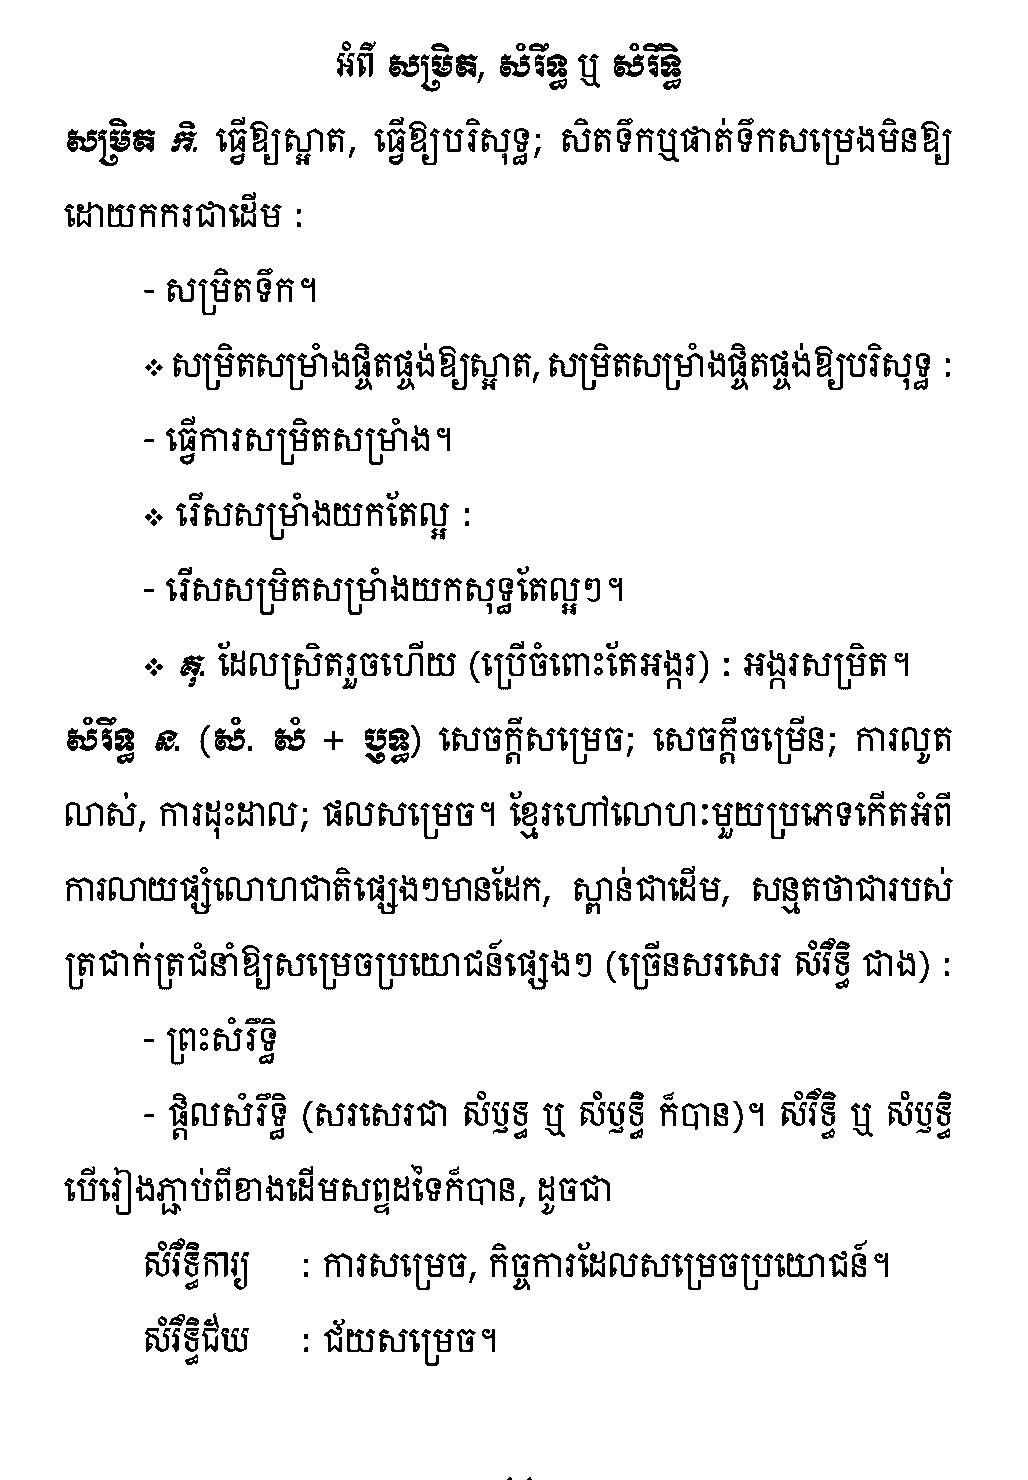 អំពី សម្រិត, សំរឹទ្ធ ឬ សំរឹទ្ធិ
សម្រិត កិ. ធ្វើឱ្យស្អាត, ធ្វើឱ្យបរិសុទ្ធ; សិតទឹកឬផាត់ទឹកសម្រេងមិនឱ្យ
ដោយកករជាដើម :
- សម្រិតទឹក។
❖ សម្រិតសម្រាំងផ្ចិតផ្ចង់ឱ្យស្អាត, សម្រិតសម្រាំងផ្ចិតផ្ចង់ឱ្យបរិសុទ្ធ :
- ធ្វើការសម្រិតសម្រាំង។
❖ រើសសម្រាំងយកតែល្អ :
- រើសសម្រិតសម្រាំងយកសុទ្ធតែល្អៗ។
❖ គុ. ដែលស្រិតរួចហើយ (ប្រើចំពោះតែអង្ករ) : អង្ករសម្រិត។
សំរឹទ្ធ ន. (សំ. សំ + ឫទ្ធ) សេចក្ដីសម្រេច; សេចក្ដីចម្រើន; ការលូត
លាស់, ការដុះដាល; ផលសម្រេច។ ខ្មែរហៅលោហៈមួយប្រភេទកើតអំពី
ការលាយផ្សំលោហជាតិផ្សេងៗមានដែក, ស្ពាន់ជាដើម, សន្មតថាជារបស់
ត្រជាក់ត្រជំនាំឱ្យសម្រេចប្រយោជន៍ផ្សេងៗ (ច្រើនសរសេរ សំរឹទ្ធិ ជាង) :
- ព្រះសំរឹទ្ធិ
- ផ្ដិលសំរឹទ្ធិ (សរសេរជា សំឫទ្ធ ឬ សំឫទ្ធិ ក៏បាន)។ សំរឹទ្ធិ ឬ សំឫទ្ធិ
បើរៀងភ្ជាប់ពីខាងដើមសព្ទដទៃក៏បាន, ដូចជា
សំរឹទ្ធិការ្យ : ការសម្រេច, កិច្ចការដែលសម្រេចប្រយោជន៍។
សំរឹទ្ធិជ័យ : ជ័យសម្រេច។